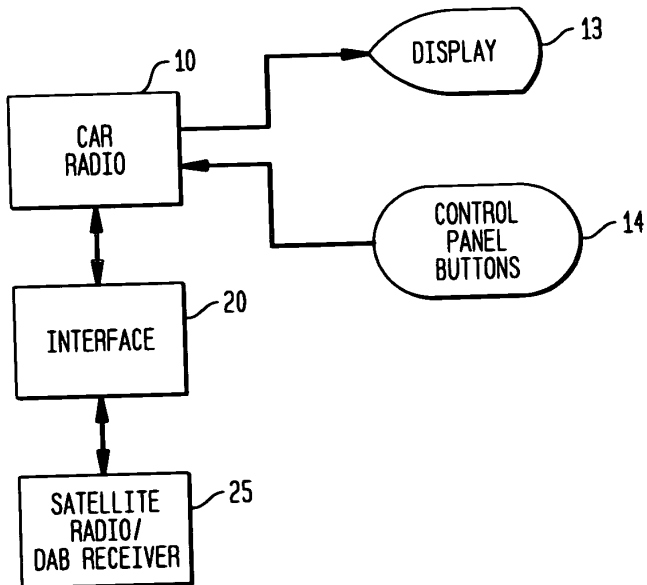 13
DISPLAY
10
CAR
RADIO
CONTROL
PANEL
BUTTONS
14
20
INTERFACE
25
SATELLITE
RADIO/
DAB RECEIVER